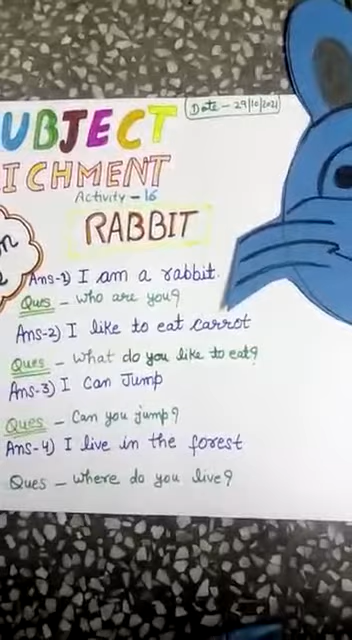 UBJECT
Date - 29/10/2021
ICHMENT
Activity - 16
RABBIT
on
Ans-1) I am a rabbit.
Ques - who are you?
Ans-2) I like to eat carrot
Ques - what do you like to eat?
Ans-3) I can Jump
Ques - Can you jump?
Ans-4) I live in the forest
Ques - where do you live?